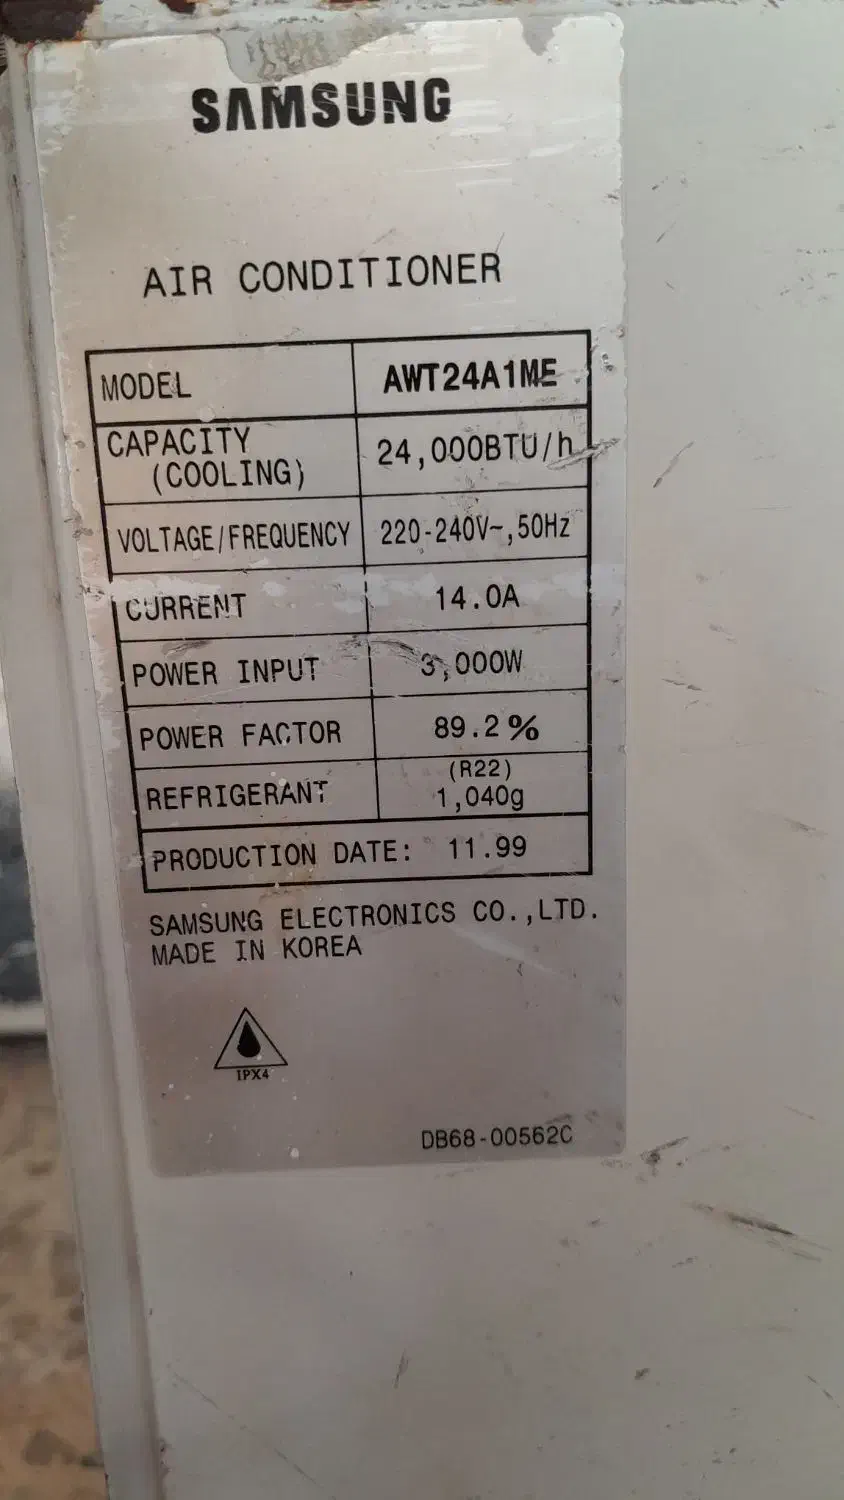 SAMSUNG
AIR CONDITIONER
MODEL AWT24A1ME
CAPACITY (COOLING) 24,000BTU/h
VOLTAGE/FREQUENCY 220-240V~,50Hz
CURRENT 14.0A
POWER INPUT 3,000W
POWER FACTOR 89.2%
REFRIGERANT (R22) 1,040g
PRODUCTION DATE: 11.99
SAMSUNG ELECTRONICS CO.,LTD.
MADE IN KOREA
IPX4
DB68-00562C